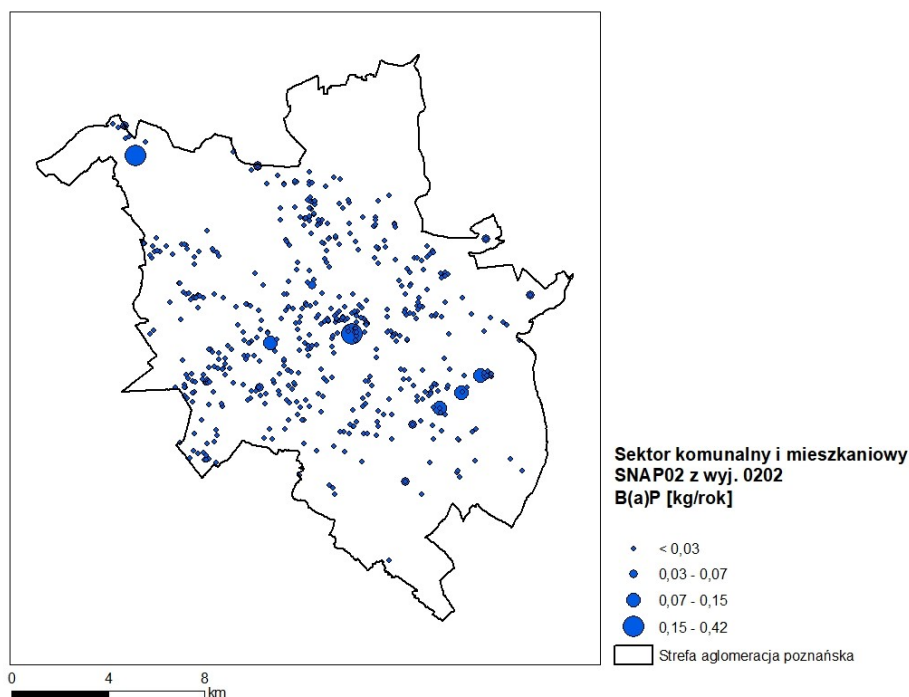 Sektor komunalny i mieszkaniowy
SNAP02 z wyj. 0202
B(a)P [kg/rok]
< 0,03
0,03 - 0,07
0,07 - 0,15
0,15 - 0,42
Strefa aglomeracja poznańska
0 4 8
km